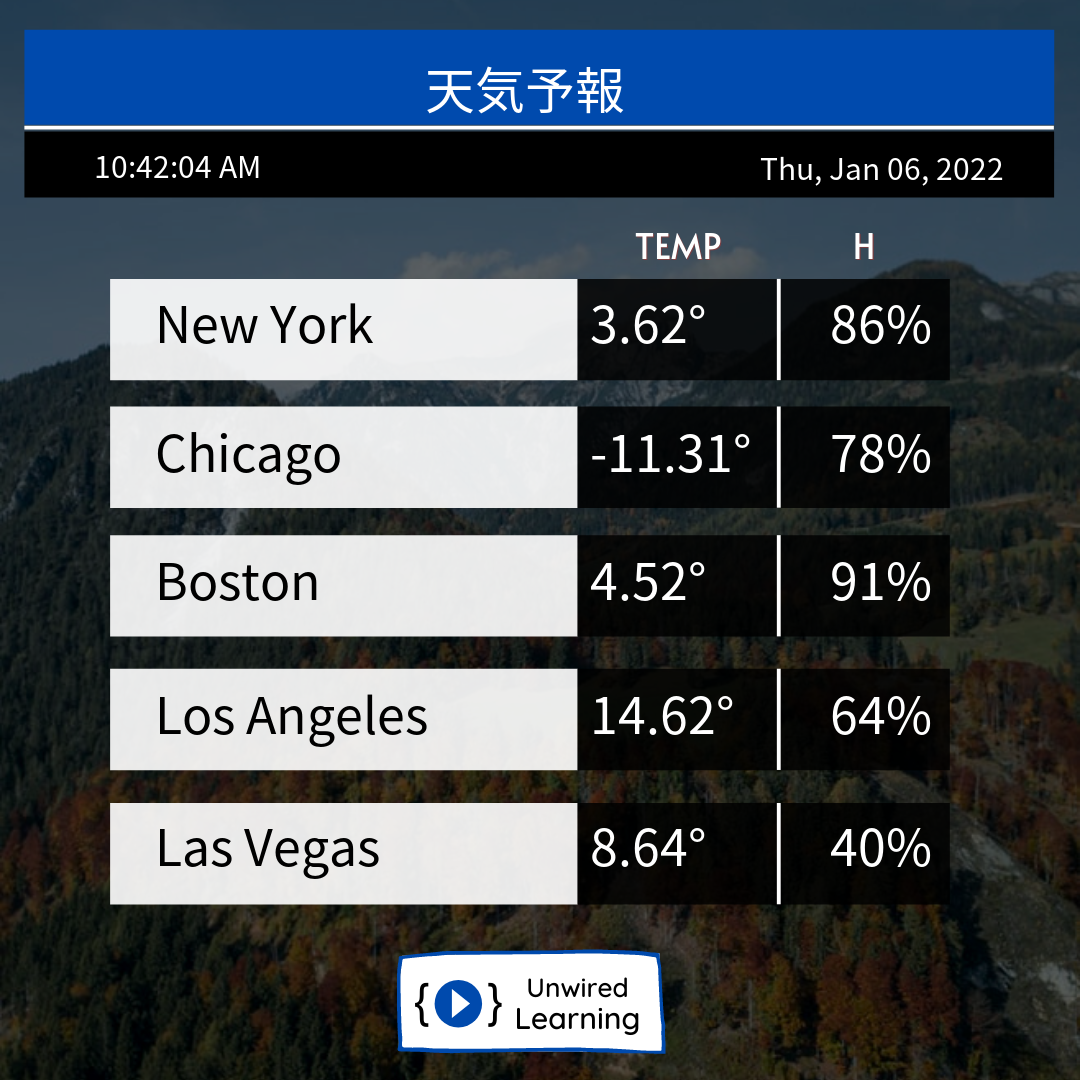 天気予報
10:42:04 AM Thu, Jan 06, 2022
TEMP H
New York 3.62° 86%
Chicago -11.31° 78%
Boston 4.52° 91%
Los Angeles 14.62° 64%
Las Vegas 8.64° 40%
{ } Unwired
Learning